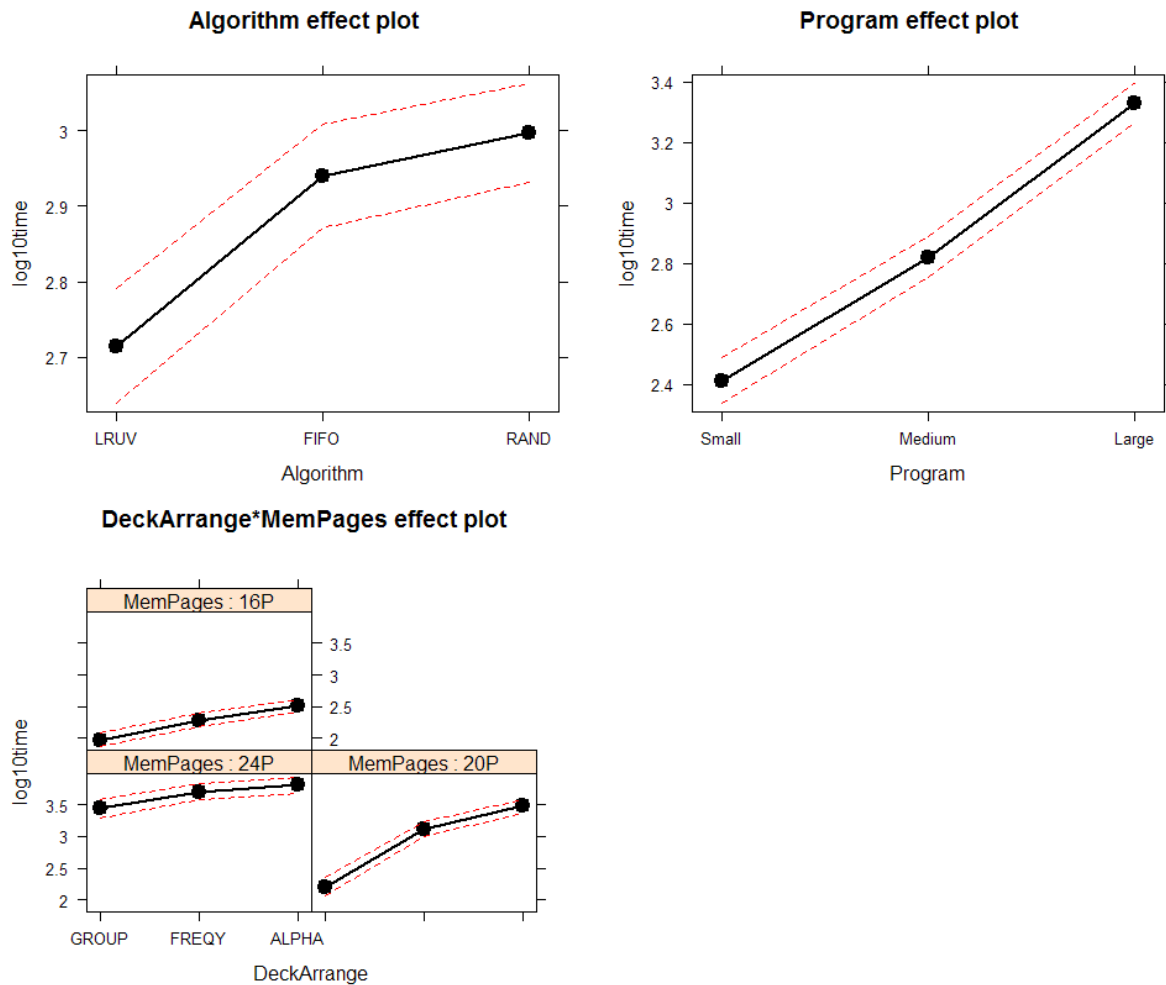 Algorithm effect plot
log10time
3
2.9
2.8
2.7
LRUV FIFO RAND
Algorithm
Program effect plot
log10time
3.4
3.2
3
2.8
2.6
2.4
Small Medium Large
Program
DeckArrange*MemPages effect plot
log10time
MemPages : 16P
3.5
3
2.5
2
MemPages : 24P
MemPages : 20P
3.5
3
2.5
2
GROUP FREQY ALPHA
DeckArrange